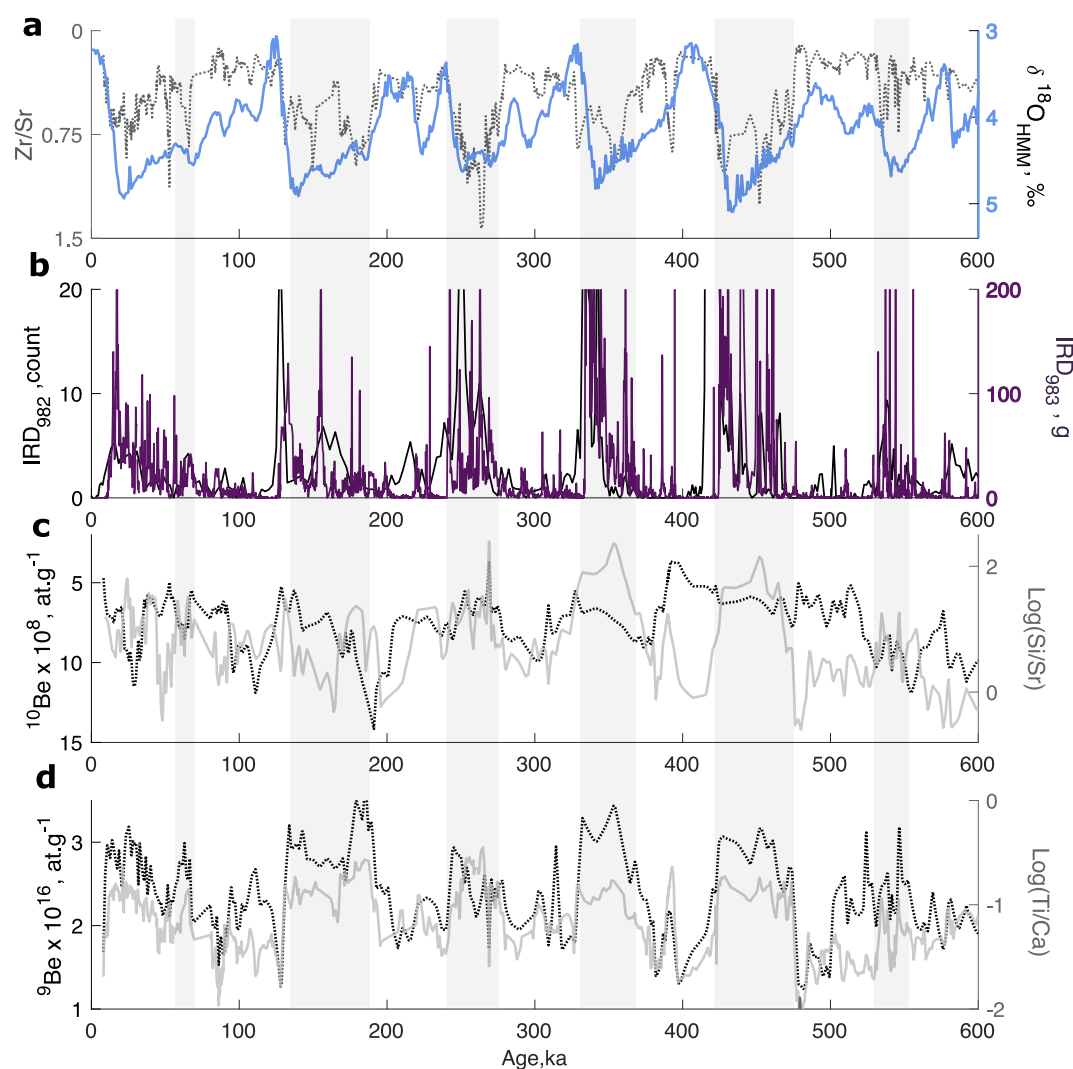 a
0
0.75
1.5
Zr/Sr
3
4
5
δ 18O HMM, ‰
0 100 200 300 400 500 600
b
20
10
0
IRD982 ,count
200
100
0
IRD983 , g
0 100 200 300 400 500 600
c
5
10
15
10Be x 10^8, at.g-1
2
0
Log(Si/Sr)
0 100 200 300 400 500 600
d
3
2
1
9Be x 10^16, at.g-1
0
-1
-2
Log(Ti/Ca)
0 100 200 300 400 500 600
Age,ka